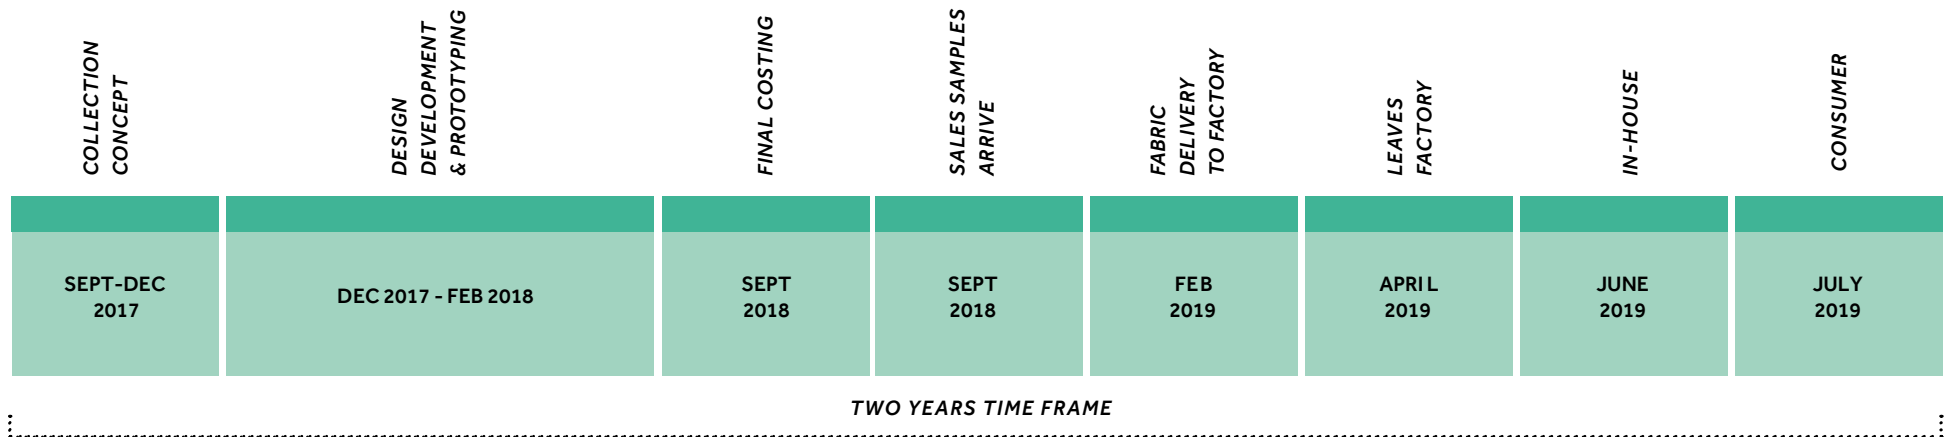 COLLECTION
CONCEPT
DESIGN
DEVELOPMENT
& PROTOTYPING
FINAL COSTING
SALES SAMPLES
ARRIVE
FABRIC
DELIVERY
TO FACTORY
LEAVES
FACTORY
IN-HOUSE
CONSUMER
SEPT-DEC
2017
DEC 2017 - FEB 2018
SEPT
2018
SEPT
2018
FEB
2019
APRIL
2019
JUNE
2019
JULY
2019
TWO YEARS TIME FRAME